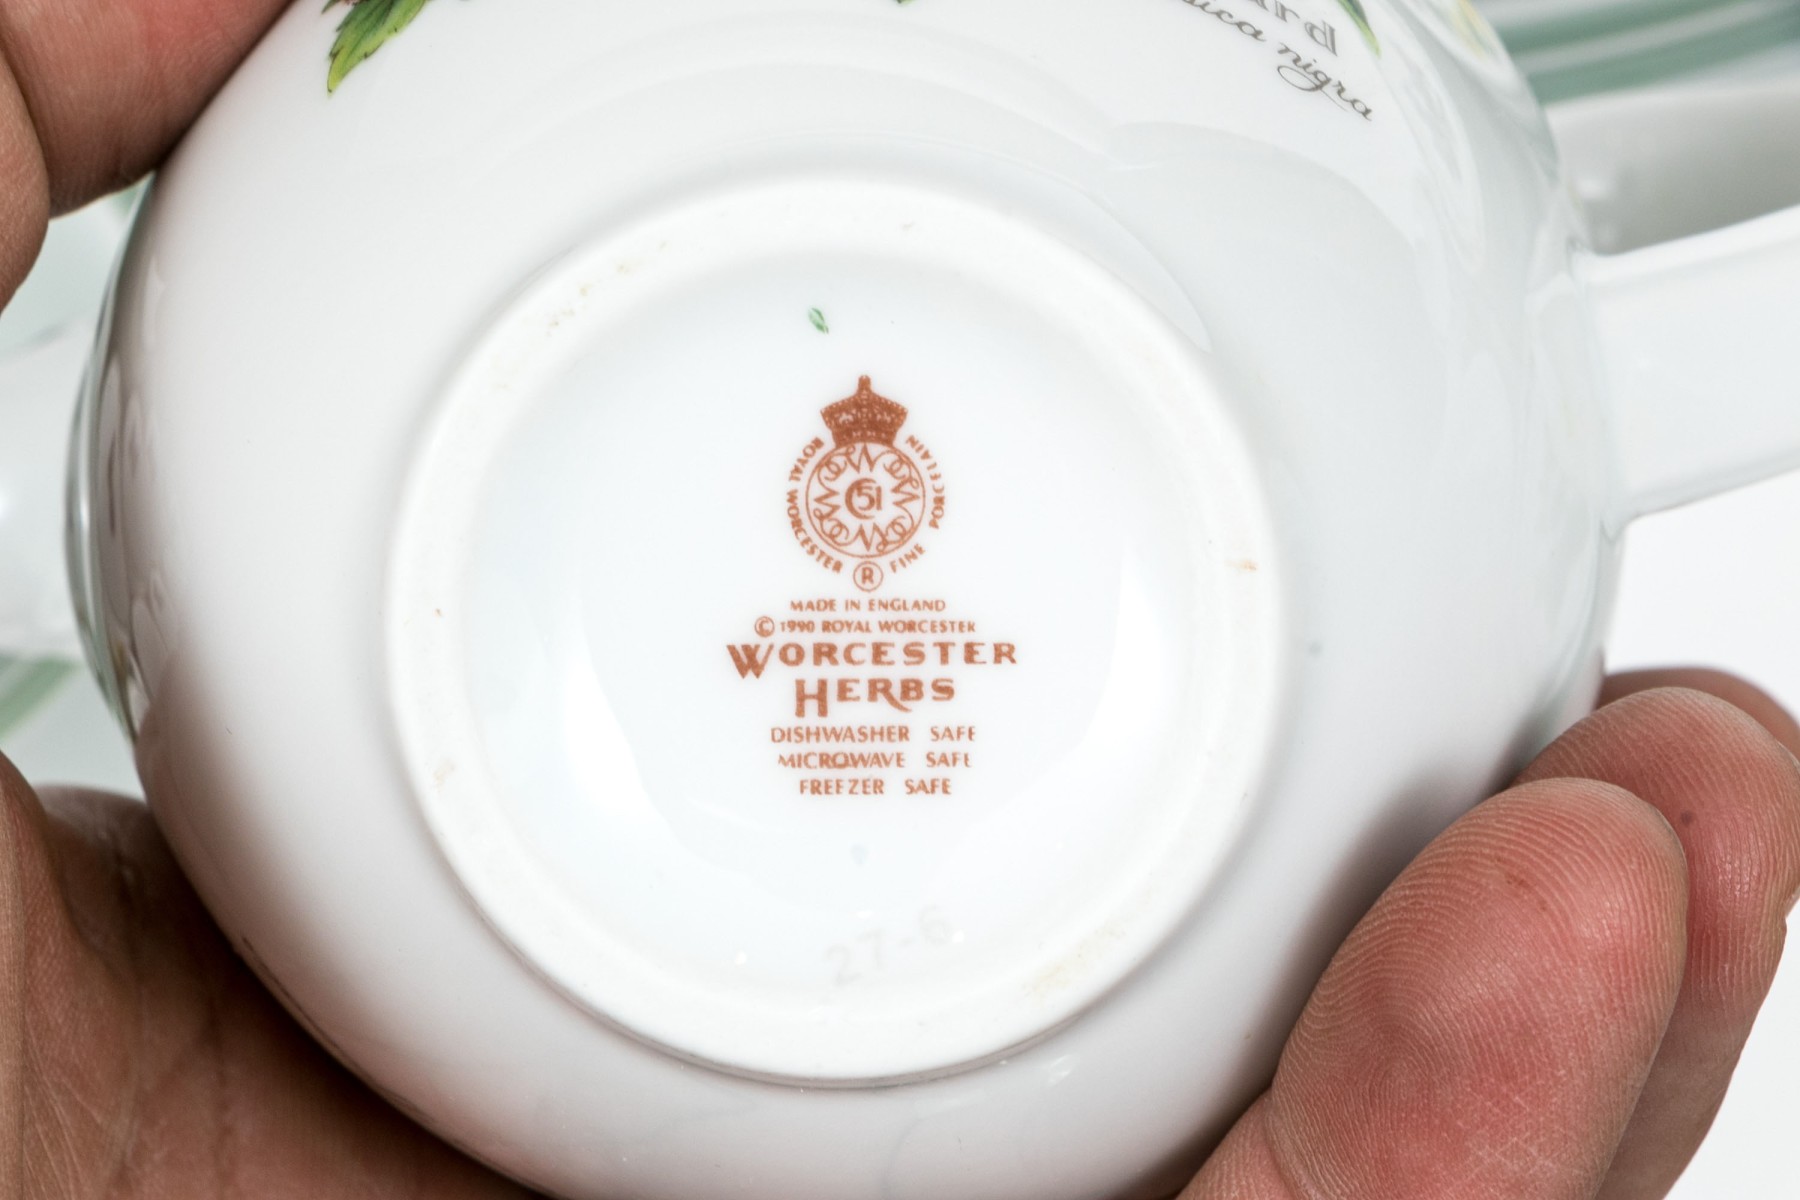 ard
nigra
ROYAL WORCESTER FINE PORCELAIN
51
R
MADE IN ENGLAND
© 1990 ROYAL WORCESTER
WORCESTER
HERBS
DISHWASHER SAFE
MICROWAVE SAFE
FREEZER SAFE
27-6